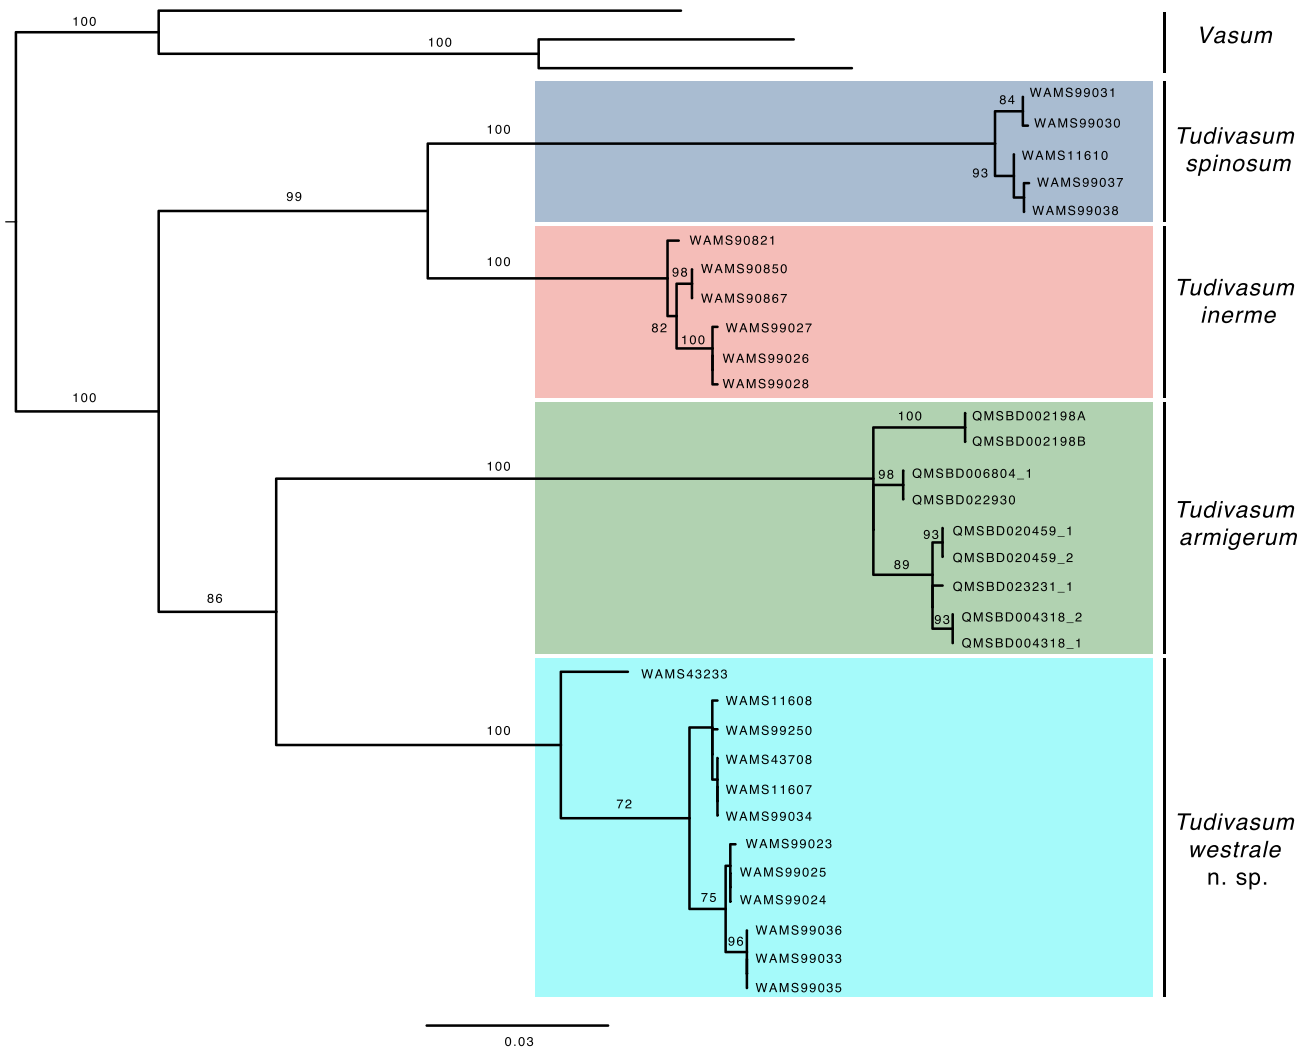 100
100
Vasum
84
WAMS99031
WAMS99030
100
93
WAMS11610
WAMS99037
WAMS99038
Tudivasum
spinosum
99
100
WAMS90821
98
WAMS90850
WAMS90867
82
100
WAMS99027
WAMS99026
WAMS99028
Tudivasum
inerme
100
100
100
QMSBD002198A
QMSBD002198B
98
QMSBD006804_1
QMSBD022930
93
QMSBD020459_1
QMSBD020459_2
89
QMSBD023231_1
93
QMSBD004318_2
QMSBD004318_1
Tudivasum
armigerum
86
100
WAMS43233
72
WAMS11608
WAMS99250
WAMS43708
WAMS11607
WAMS99034
75
WAMS99023
WAMS99025
WAMS99024
96
WAMS99036
WAMS99033
WAMS99035
Tudivasum
westrale
n. sp.
0.03